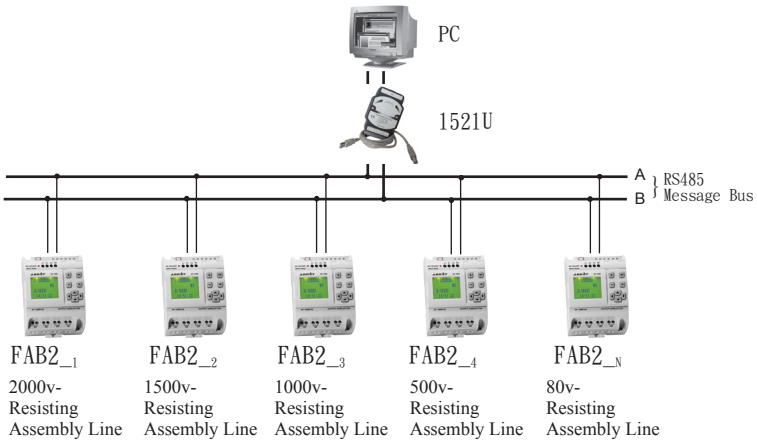 PC
1521U
A
B
} RS485
Message Bus
FAB2_1
FAB2_2
FAB2_3
FAB2_4
FAB2_N
2000v-
Resisting
Assembly Line
1500v-
Resisting
Assembly Line
1000v-
Resisting
Assembly Line
500v-
Resisting
Assembly Line
80v-
Resisting
Assembly Line